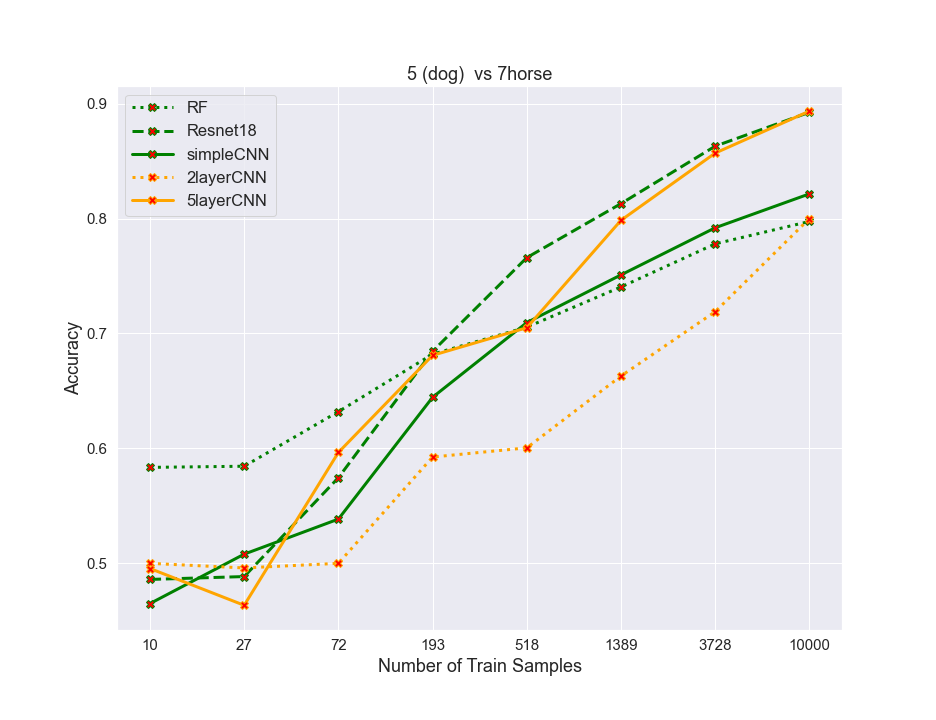 5 (dog)  vs 7horse
RF
Resnet18
simpleCNN
2layerCNN
5layerCNN
Accuracy
0.9
0.8
0.7
0.6
0.5
10 27 72 193 518 1389 3728 10000
Number of Train Samples